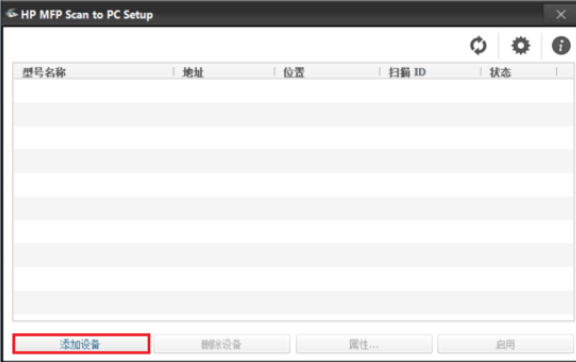 HP MFP Scan to PC Setup
型号名称 地址 位置 扫描 ID 状态
添加设备 删除设备 属性... 启用